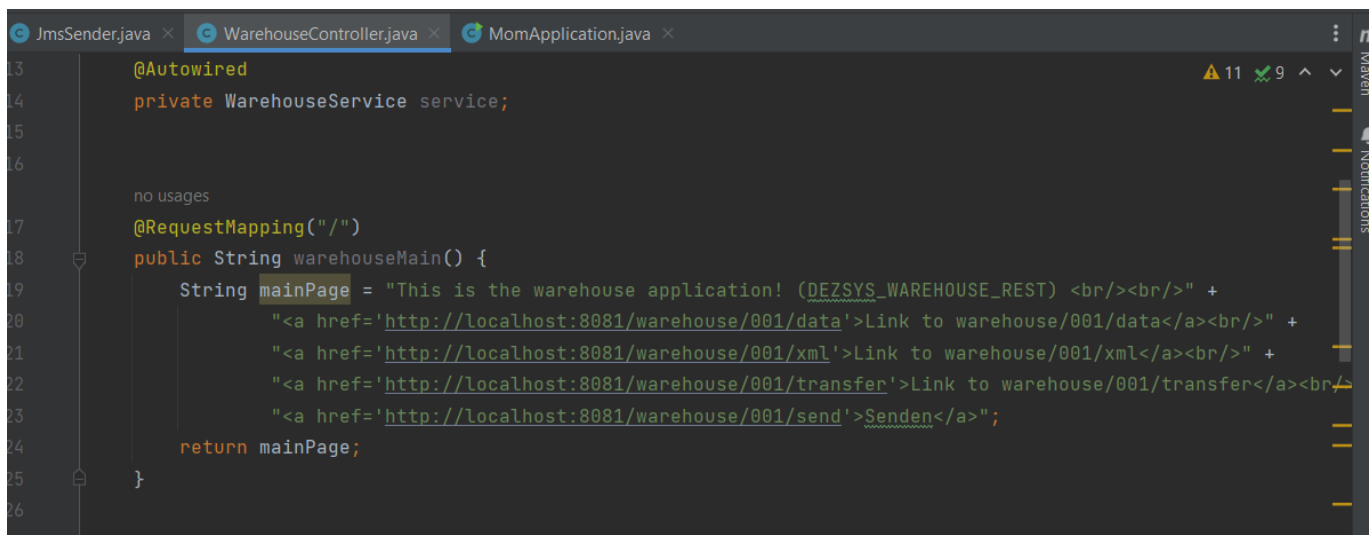 JmsSender.java WarehouseController.java MomApplication.java
13 @Autowired 11 9
14 private WarehouseService service;
15
16
no usages
17 @RequestMapping("/")
18 public String warehouseMain() {
19 String mainPage = "This is the warehouse application! (DEZSYS_WAREHOUSE_REST) <br/><br/>" +
20 "<a href='http://localhost:8081/warehouse/001/data'>Link to warehouse/001/data</a><br/>" +
21 "<a href='http://localhost:8081/warehouse/001/xml'>Link to warehouse/001/xml</a><br/>" +
22 "<a href='http://localhost:8081/warehouse/001/transfer'>Link to warehouse/001/transfer</a><br/>
23 "<a href='http://localhost:8081/warehouse/001/send'>Senden</a>";
24 return mainPage;
25 }
26
Maven
Notifications